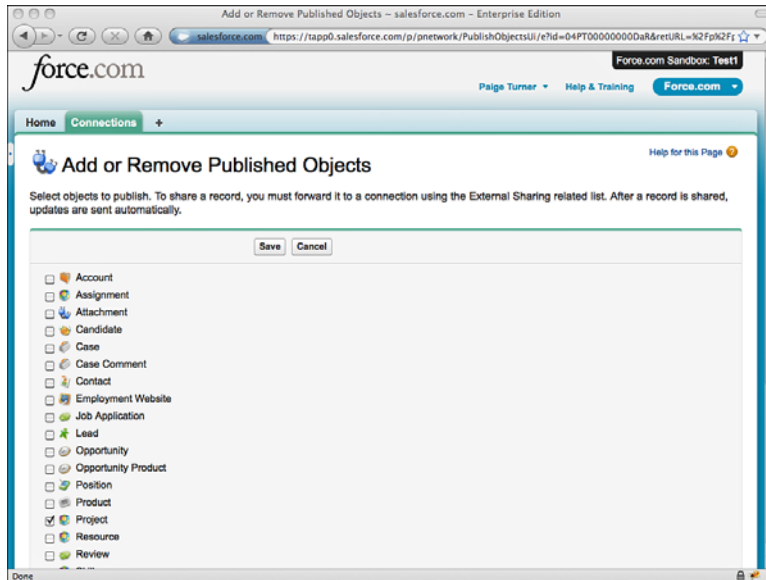 Add or Remove Published Objects ~ salesforce.com - Enterprise Edition
salesforce.com https://tapp0.salesforce.com/p/pnetwork/PublishObjectsUi/e?id=04PT00000000DaR&retURL=%2Fp%2F
force.com
Force.com Sandbox: Test1
Paige Turner Help & Training Force.com
Home Connections +
Add or Remove Published Objects
Help for this Page ?
Select objects to publish. To share a record, you must forward it to a connection using the External Sharing related list. After a record is shared,
updates are sent automatically.
Save Cancel
Account
Assignment
Attachment
Candidate
Case
Case Comment
Contact
Employment Website
Job Application
Lead
Opportunity
Opportunity Product
Position
Product
Project
Resource
Review
Done